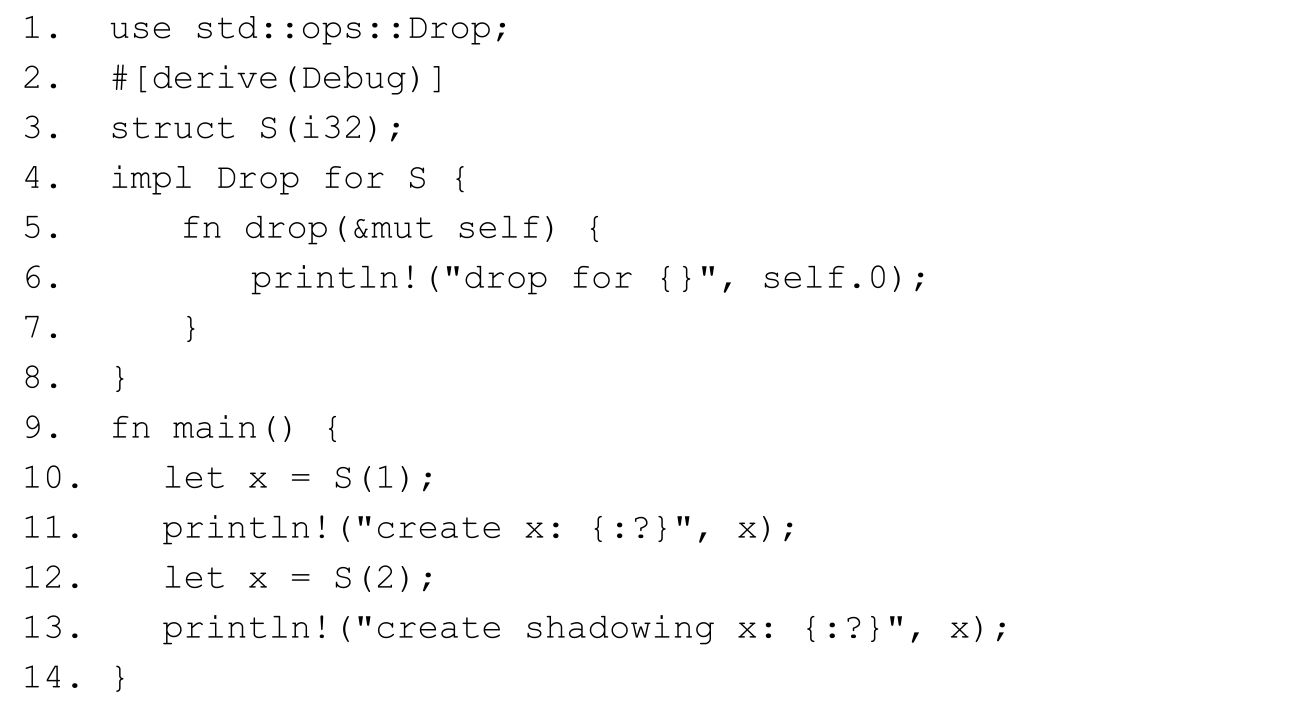 1. use std::ops::Drop;
2. #[derive(Debug)]
3. struct S(i32);
4. impl Drop for S {
5.     fn drop(&mut self) {
6.         println!("drop for {}", self.0);
7.     }
8. }
9. fn main() {
10.    let x = S(1);
11.    println!("create x: {:?}", x);
12.    let x = S(2);
13.    println!("create shadowing x: {:?}", x);
14. }